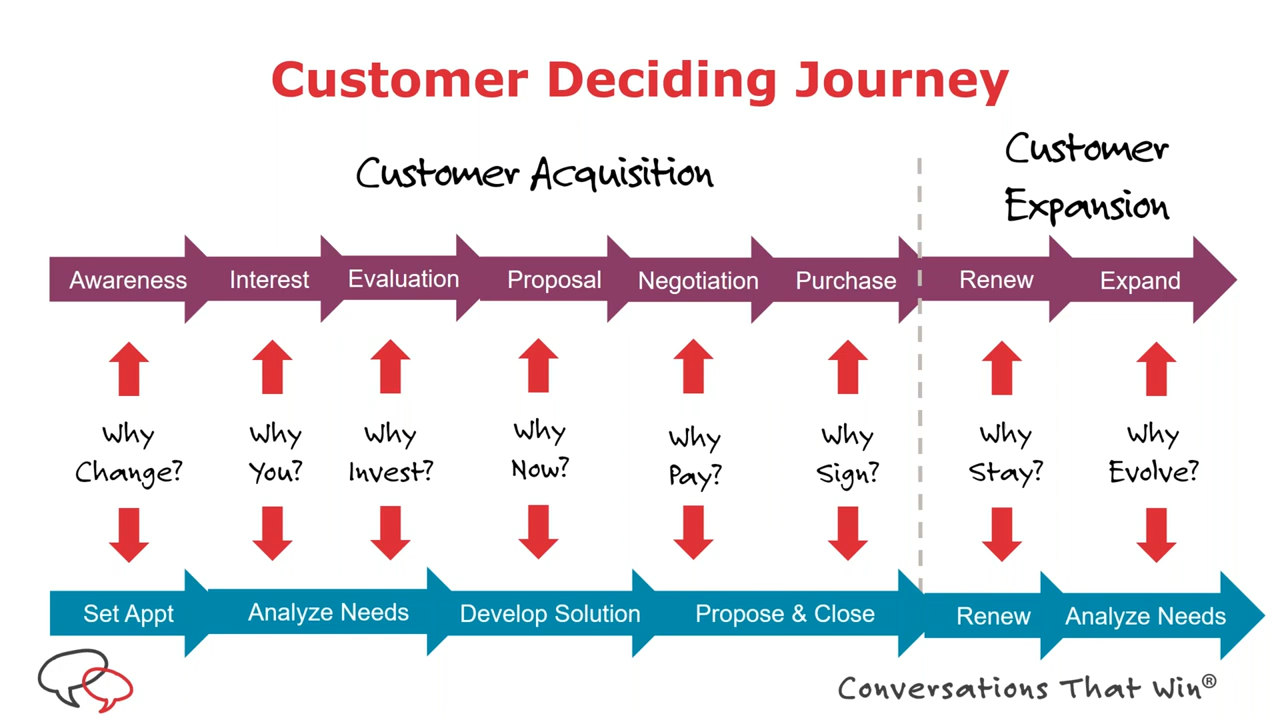 Customer Deciding Journey
Customer Acquisition
Customer
Expansion
Awareness
Interest
Evaluation
Proposal
Negotiation
Purchase
Renew
Expand
Why
Change?
Why
You?
Why
Invest?
Why
Now?
Why
Pay?
Why
Sign?
Why
Stay?
Why
Evolve?
Set Appt
Analyze Needs
Develop Solution
Propose & Close
Renew
Analyze Needs
Conversations That Win®